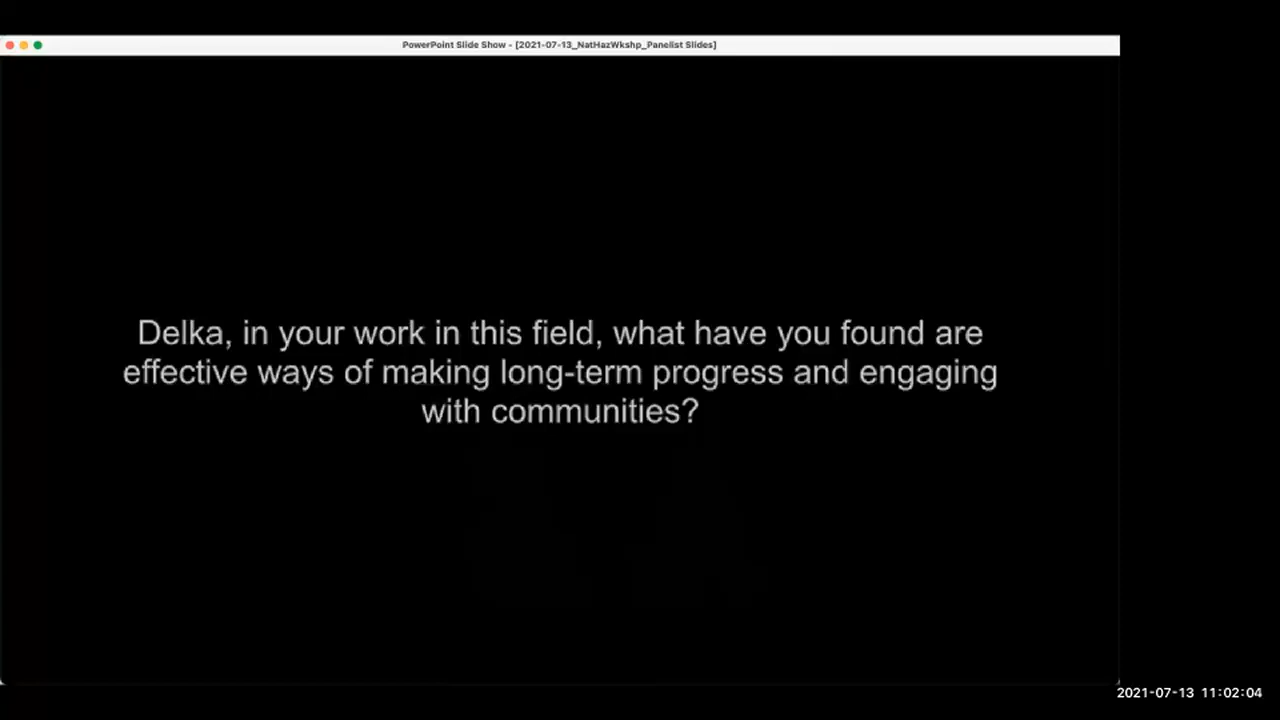 PowerPoint Slide Show - [2021-07-13_NatHazWkshp_Panelist Slides]
Delka, in your work in this field, what have you found are
effective ways of making long-term progress and engaging
with communities?
2021-07-13 11:02:04